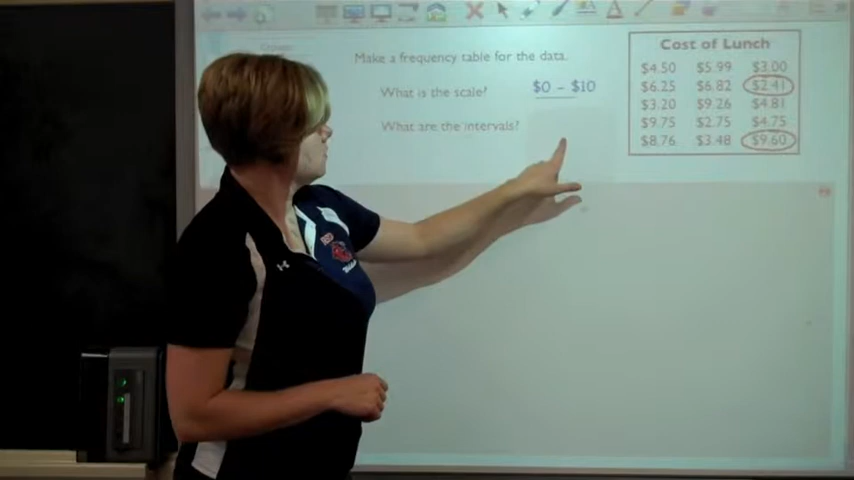 Make a frequency table for the data.
What is the scale?
$0 – $10
What are the intervals?
Cost of Lunch
$4.50 $5.99 $3.00
$6.25 $6.82 $2.41
$3.20 $9.26 $4.81
$9.75 $2.75 $4.75
$8.76 $3.48 $9.60